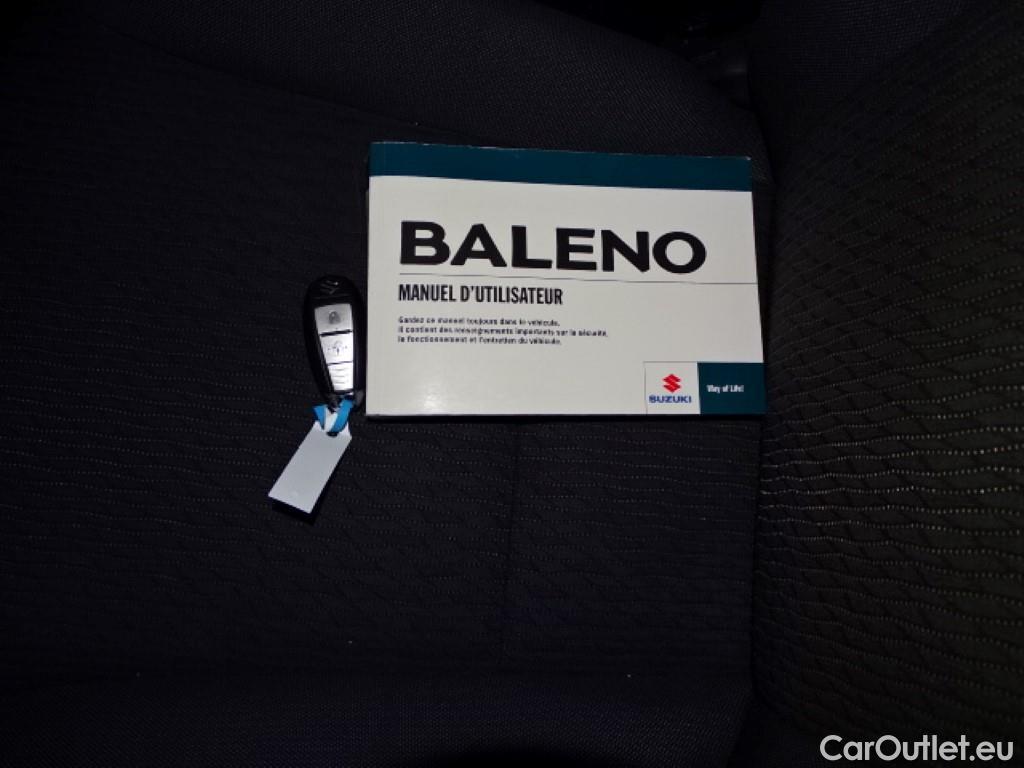 BALENO
MANUEL D'UTILISATEUR
Gardez ce manuel toujours dans le véhicule.
Il contient des renseignements importants sur la sécurité,
le fonctionnement et l'entretien du véhicule.
SUZUKI
Way of Life!
CarOutlet.eu